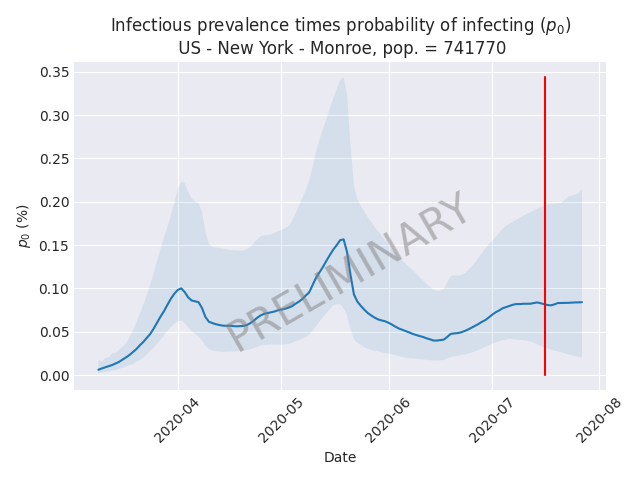 Infectious prevalence times probability of infecting (p₀)
US - New York - Monroe, pop. = 741770
0.35
0.30
0.25
0.20
0.15
0.10
0.05
0.00
p₀ (%)
PRELIMINARY
2020-04
2020-05
2020-06
2020-07
2020-08
Date